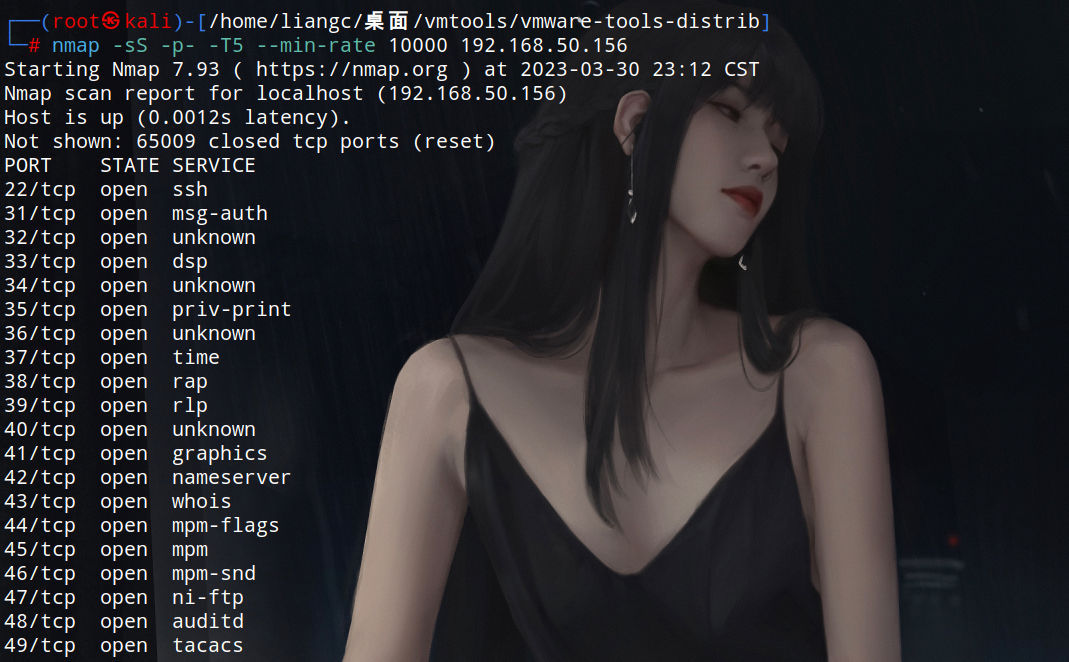 ┌──(root㉿kali)-[/home/liangc/桌面/vmtools/vmware-tools-distrib]
└─# nmap -sS -p- -T5 --min-rate 10000 192.168.50.156
Starting Nmap 7.93 ( https://nmap.org ) at 2023-03-30 23:12 CST
Nmap scan report for localhost (192.168.50.156)
Host is up (0.0012s latency).
Not shown: 65009 closed tcp ports (reset)
PORT    STATE SERVICE
22/tcp  open  ssh
31/tcp  open  msg-auth
32/tcp  open  unknown
33/tcp  open  dsp
34/tcp  open  unknown
35/tcp  open  priv-print
36/tcp  open  unknown
37/tcp  open  time
38/tcp  open  rap
39/tcp  open  rlp
40/tcp  open  unknown
41/tcp  open  graphics
42/tcp  open  nameserver
43/tcp  open  whois
44/tcp  open  mpm-flags
45/tcp  open  mpm
46/tcp  open  mpm-snd
47/tcp  open  ni-ftp
48/tcp  open  auditd
49/tcp  open  tacacs